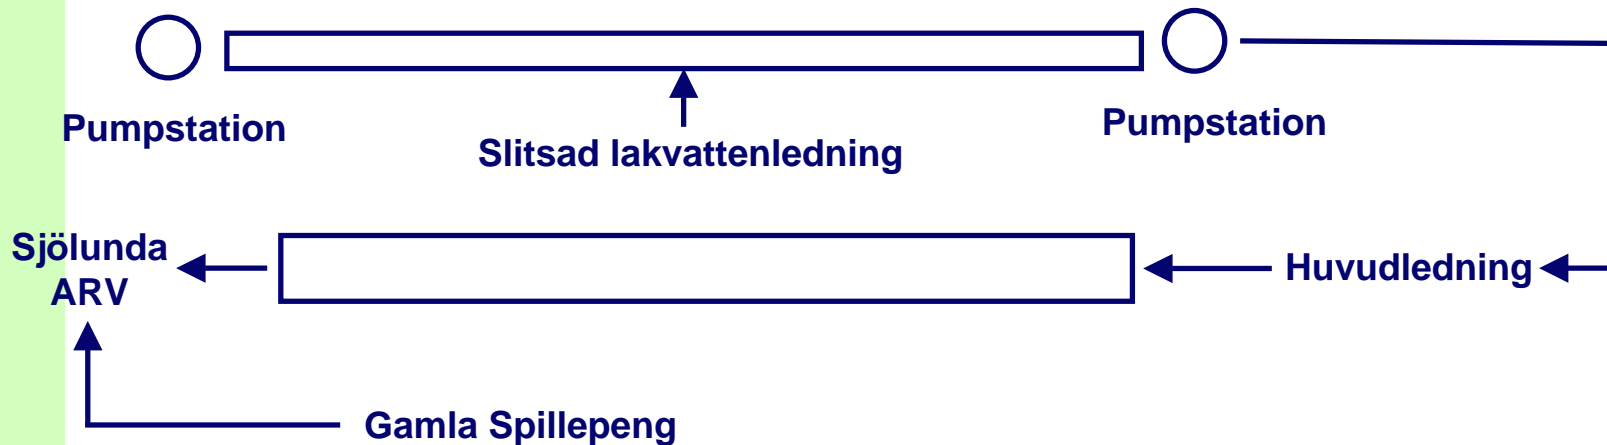 Pumpstation
Pumpstation
Slitsad lakvattenledning
Sjölunda
ARV
Huvudledning
Gamla Spillepeng